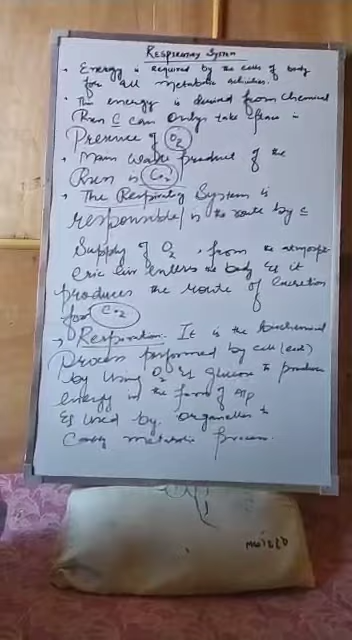 RESPIRATORY SYSTEM
• Energy is required by the cells of body
for all metabolic activities.
• This energy is derived from chemical
Rxn c̄ can only take place in
Presence of O2
• Main waste product of the
Rxn is CO2
• The Respiratory System is
responsible/is the route by c̄
Supply of O2, from the atmosph-
eric air enters the body & it
produces the route of excretion
for CO2
→ Respiration: It is the biochemical
Process performed by cell
by using O2 & glucose to produce
energy in the form of ATP
& used by organelles to
Carry metabolic process.